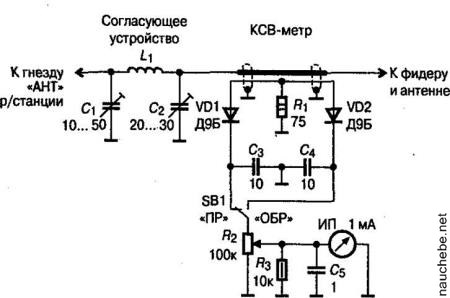 Согласующее
устройство
КСВ-метр
L1
К гнезду
«АНТ»
р/станции
К фидеру
и антенне
C1
10...50
C2
20...30
VD1
Д9Б
R1
75
VD2
Д9Б
C3
10
C4
10
SB1
«ПР»
«ОБР»
ИП 1 мА
R2
100к
R3
10к
C5
1
nauchebe.net